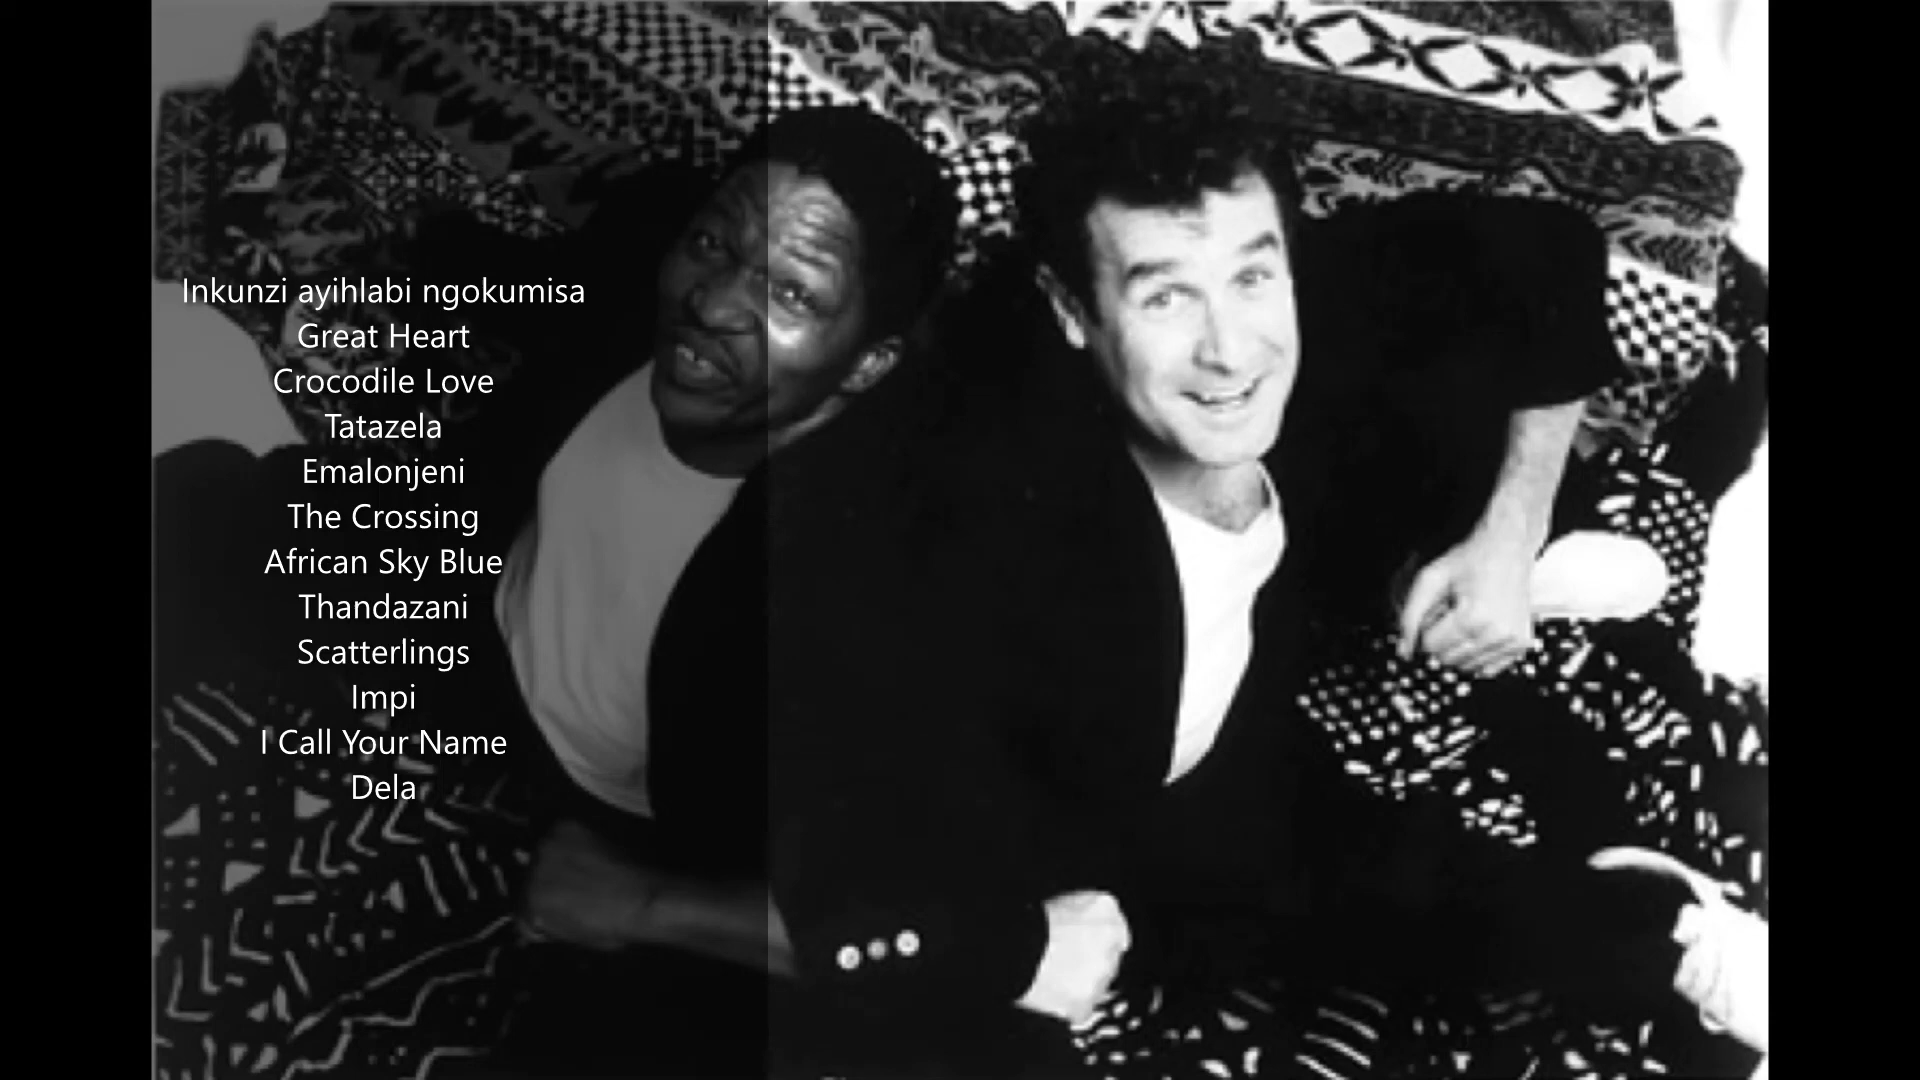 Inkunzi ayihlabi ngokumisa
Great Heart
Crocodile Love
Tatazela
Emalonjeni
The Crossing
African Sky Blue
Thandazani
Scatterlings
Impi
I Call Your Name
Dela